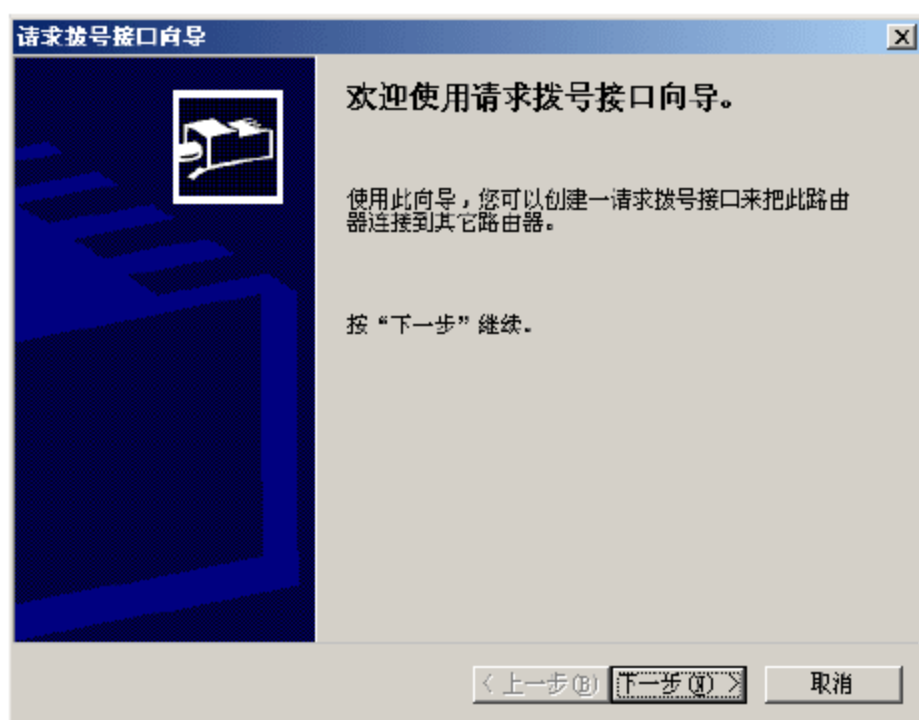 请求拨号接口向导
欢迎使用请求拨号接口向导。
使用此向导，您可以创建一请求拨号接口来把此路由
器连接到其它路由器。
按“下一步”继续。
< 上一步(B) 下一步(N) > 取消